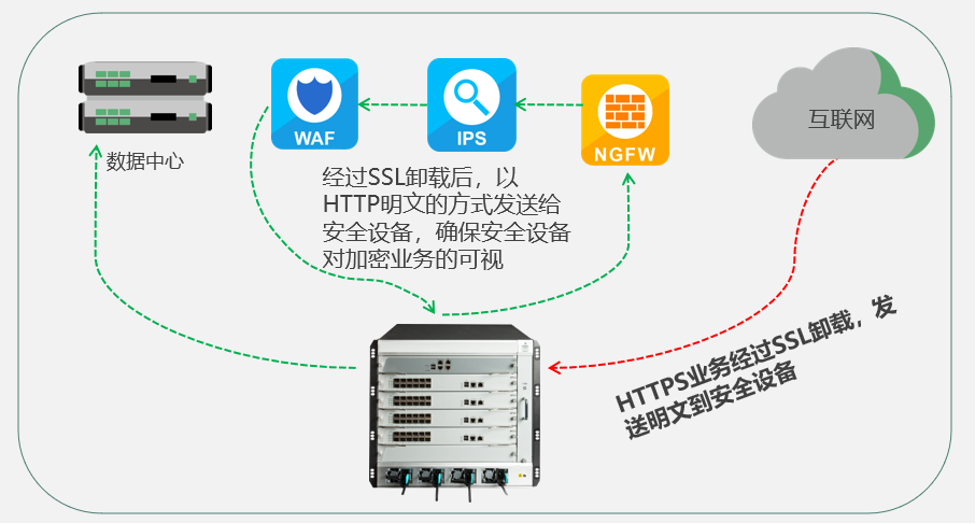 WAF
IPS
NGFW
互联网
数据中心
经过SSL卸载后，以
HTTP明文的方式发送给
安全设备，确保安全设备
对加密业务的可视
HTTPS业务经过SSL卸载，发
送明文到安全设备